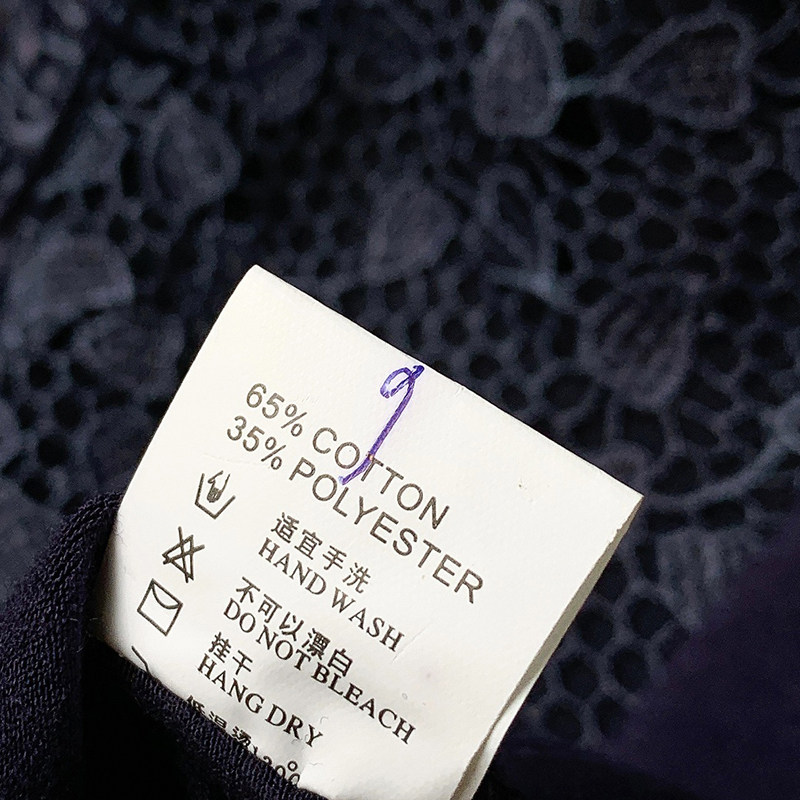 9
65% COTTON
35% POLYESTER
适宜手洗
HAND WASH
不可以漂白
DO NOT BLEACH
挂干
HANG DRY